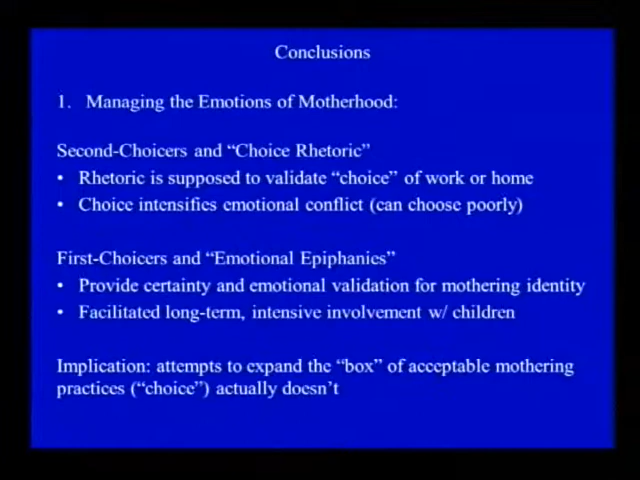 Conclusions
1. Managing the Emotions of Motherhood:
Second-Choicers and “Choice Rhetoric”
• Rhetoric is supposed to validate “choice” of work or home
• Choice intensifies emotional conflict (can choose poorly)
First-Choicers and “Emotional Epiphanies”
• Provide certainty and emotional validation for mothering identity
• Facilitated long-term, intensive involvement w/ children
Implication: attempts to expand the “box” of acceptable mothering
practices (“choice”) actually doesn’t